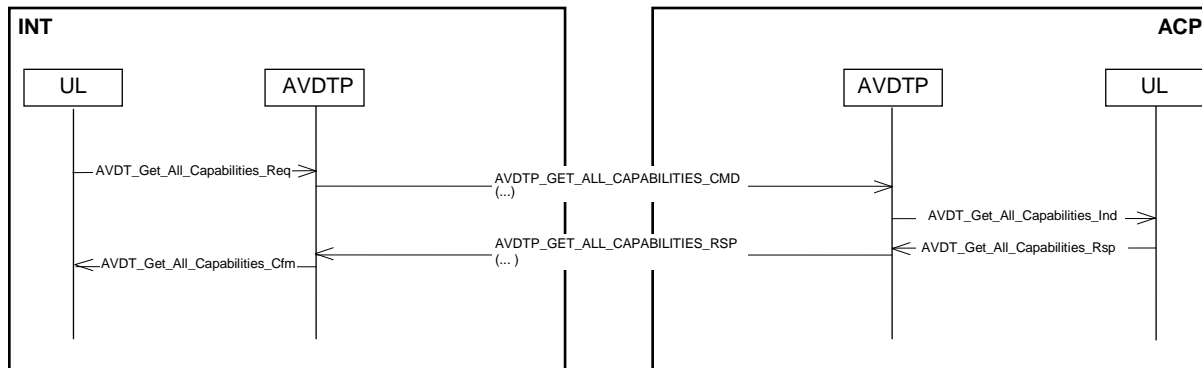 INT
ACP
UL
AVDTP
AVDTP
UL
AVDT_Get_All_Capabilities_Req
AVDTP_GET_ALL_CAPABILITIES_CMD
(...)
AVDT_Get_All_Capabilities_Ind
AVDTP_GET_ALL_CAPABILITIES_RSP
(... )
AVDT_Get_All_Capabilities_Rsp
AVDT_Get_All_Capabilities_Cfm